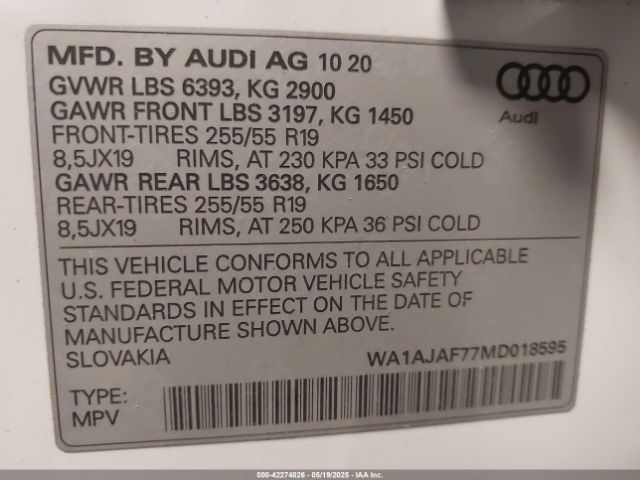 MFD. BY AUDI AG 10 20
GVWR LBS 6393, KG 2900
GAWR FRONT LBS 3197, KG 1450
FRONT-TIRES 255/55 R19
8,5JX19 RIMS, AT 230 KPA 33 PSI COLD
GAWR REAR LBS 3638, KG 1650
REAR-TIRES 255/55 R19
8,5JX19 RIMS, AT 250 KPA 36 PSI COLD
Audi
THIS VEHICLE CONFORMS TO ALL APPLICABLE
U.S. FEDERAL MOTOR VEHICLE SAFETY
STANDARDS IN EFFECT ON THE DATE OF
MANUFACTURE SHOWN ABOVE.
SLOVAKIA WA1AJAF77MD018595
TYPE:
MPV
000-42274826 - 05/19/2025 - IAA Inc.